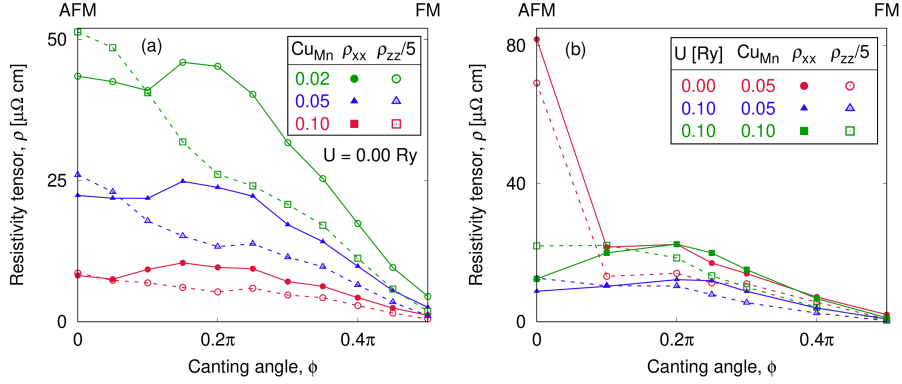 AFM FM
(a)
Cu_Mn ρ_xx ρ_zz/5
0.02
0.05
0.10
U = 0.00 Ry
50
25
0
Resistivity tensor, ρ [μΩ cm]
0 0.2π 0.4π
Canting angle, ϕ
AFM FM
(b)
U [Ry] Cu_Mn ρ_xx ρ_zz/5
0.00 0.05
0.10 0.05
0.10 0.10
80
40
0
Resistivity tensor, ρ [μΩ cm]
0 0.2π 0.4π
Canting angle, ϕ